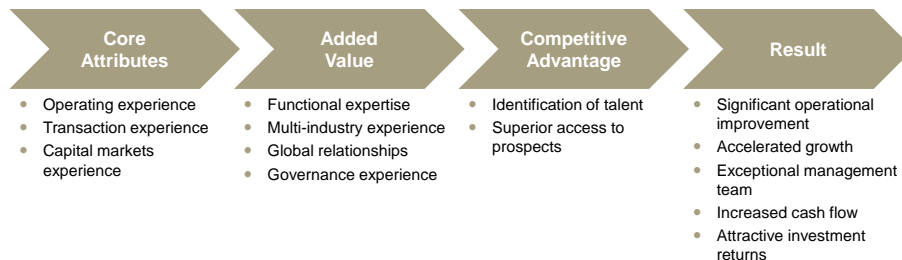 Core
Attributes
• Operating experience
• Transaction experience
• Capital markets
experience
Added
Value
• Functional expertise
• Multi-industry experience
• Global relationships
• Governance experience
Competitive
Advantage
• Identification of talent
• Superior access to
prospects
Result
• Significant operational
improvement
• Accelerated growth
• Exceptional management
team
• Increased cash flow
• Attractive investment
returns